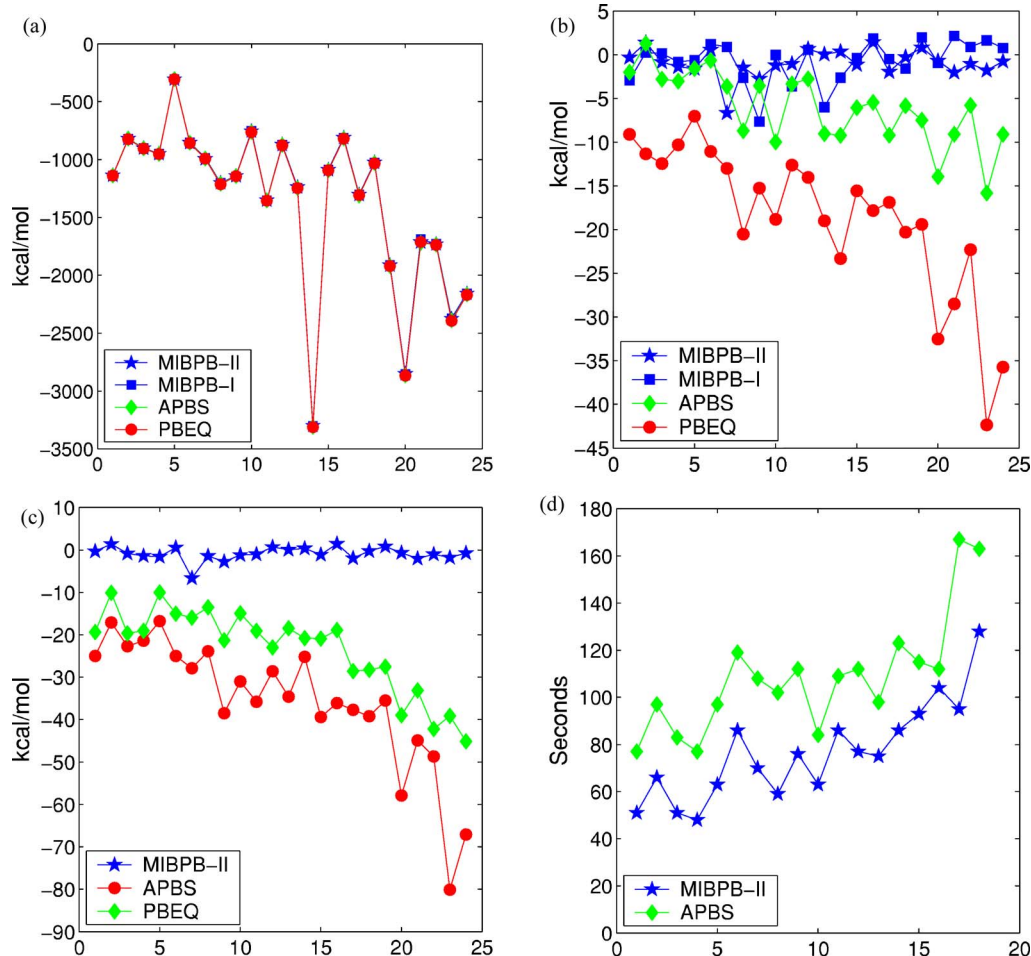 (a)
kcal/mol
0
−500
−1000
−1500
−2000
−2500
−3000
−3500
MIBPB−II
MIBPB−I
APBS
PBEQ
0 5 10 15 20 25
(b)
kcal/mol
5
0
−5
−10
−15
−20
−25
−30
−35
−40
−45
MIBPB−II
MIBPB−I
APBS
PBEQ
0 5 10 15 20 25
(c)
kcal/mol
10
0
−10
−20
−30
−40
−50
−60
−70
−80
−90
MIBPB−II
APBS
PBEQ
0 5 10 15 20 25
(d)
Seconds
180
160
140
120
100
80
60
40
20
0
MIBPB−II
APBS
0 5 10 15 20